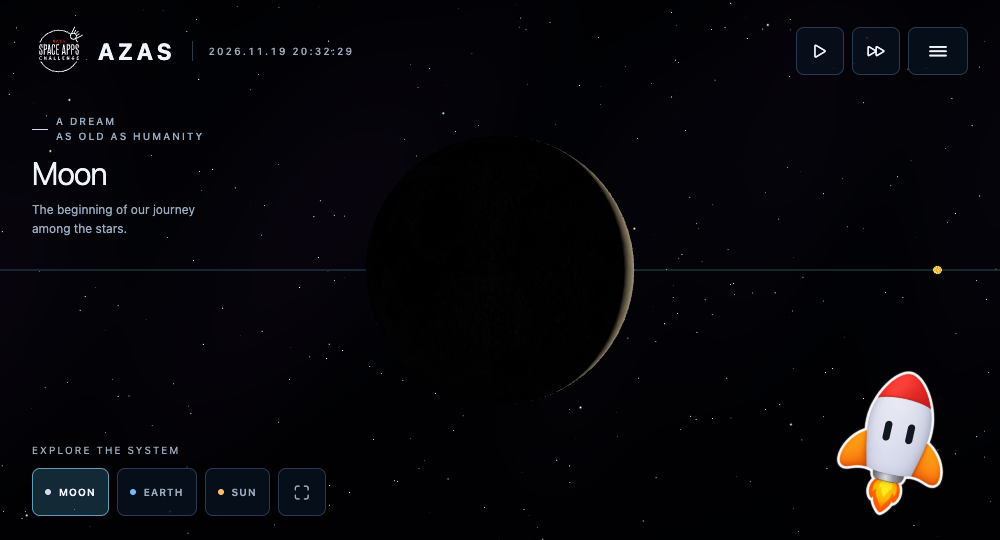 SPACE APPS
CHALLENGE
AZAS
2026.11.19 20:32:29
A DREAM
AS OLD AS HUMANITY
Moon
The beginning of our journey
among the stars.
EXPLORE THE SYSTEM
MOON
EARTH
SUN